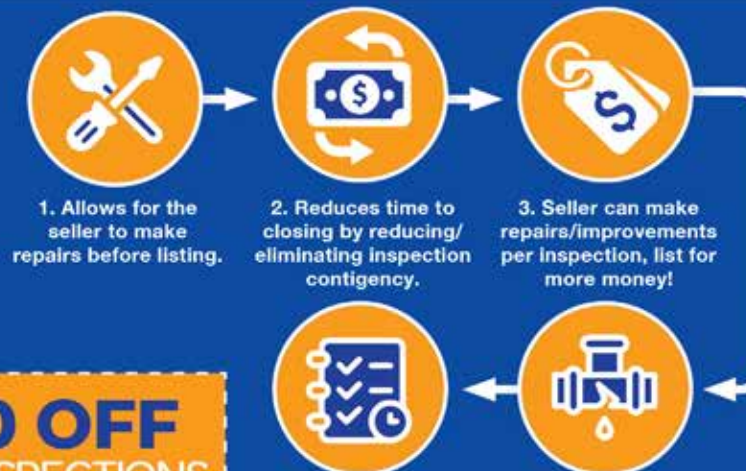 1. Allows for the
seller to make
repairs before listing.
2. Reduces time to
closing by reducing/
eliminating inspection
contigency.
3. Seller can make
repairs/improvements
per inspection, list for
more money!
OFF